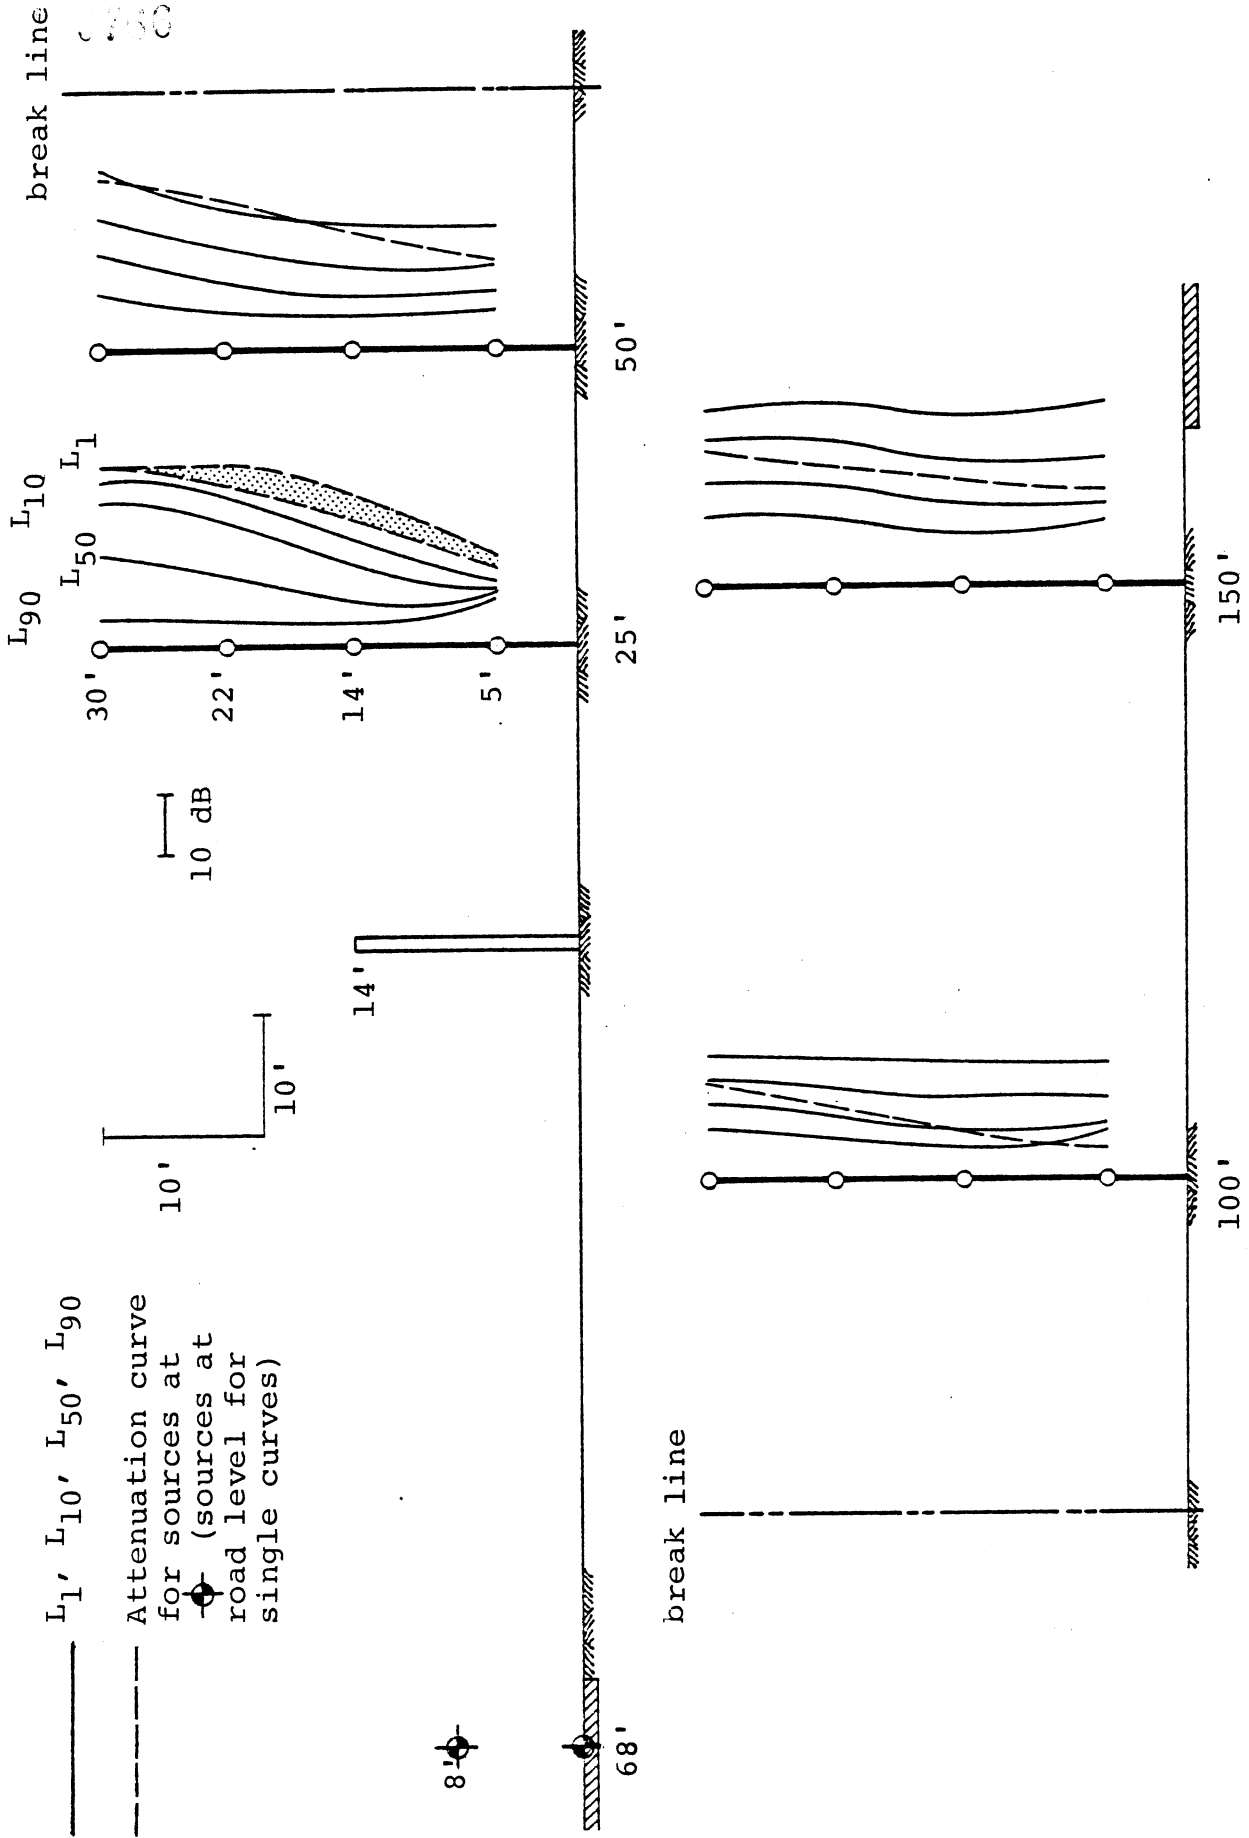 L1, L10, L50, L90
Attenuation curve
for sources at
(sources at
road level for
single curves)
10'
10'
10 dB
L90
L50
L10
L1
30'
22'
14'
5'
14'
8'
68'
25'
50'
break line
break line
100'
150'